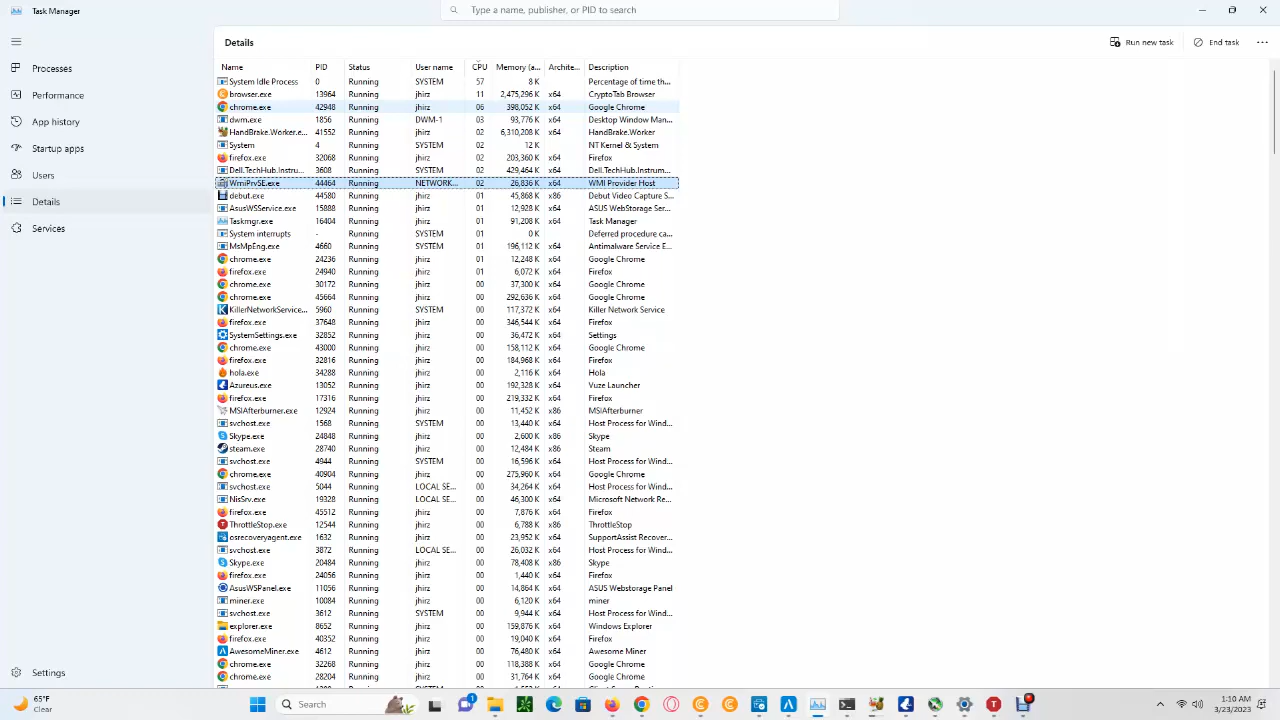 Task Manager
Type a name, publisher, or PID to search
Details
Run new task
End task
Processes
Performance
App history
Startup apps
Users
Details
Services
Settings
Name PID Status User name CPU Memory (a... Archite... Description
System Idle Process 0 Running SYSTEM 57 8 K Percentage of time th...
browser.exe 13964 Running jhirz 11 2,475,296 K x64 CryptoTab Browser
chrome.exe 42948 Running jhirz 06 398,052 K x64 Google Chrome
dwm.exe 1856 Running DWM-1 03 93,776 K x64 Desktop Window Man...
HandBrake.Worker.e... 41552 Running jhirz 02 6,310,208 K x64 HandBrake.Worker
System 4 Running SYSTEM 02 12 K NT Kernel & System
firefox.exe 32068 Running jhirz 02 203,360 K x64 Firefox
Dell.TechHub.Instru... 3608 Running SYSTEM 02 429,464 K x64 Dell.TechHub.Instrum...
WmiPrvSE.exe 44464 Running NETWORK... 02 26,836 K x64 WMI Provider Host
debut.exe 44580 Running jhirz 01 45,868 K x86 Debut Video Capture S...
AsusWSService.exe 15888 Running jhirz 01 12,928 K x64 ASUS WebStorage Ser...
Taskmgr.exe 16404 Running jhirz 01 91,208 K x64 Task Manager
System interrupts - Running SYSTEM 01 0 K Deferred procedure ca...
MsMpEng.exe 4660 Running SYSTEM 01 196,112 K x64 Antimalware Service E...
chrome.exe 24236 Running jhirz 01 12,248 K x64 Google Chrome
firefox.exe 24940 Running jhirz 01 6,072 K x64 Firefox
chrome.exe 30172 Running jhirz 00 37,300 K x64 Google Chrome
chrome.exe 45664 Running jhirz 00 292,636 K x64 Google Chrome
KillerNetworkService... 5960 Running SYSTEM 00 117,372 K x64 Killer Network Service
firefox.exe 37648 Running jhirz 00 346,544 K x64 Firefox
SystemSettings.exe 32852 Running jhirz 00 36,472 K x64 Settings
chrome.exe 43000 Running jhirz 00 158,112 K x64 Google Chrome
firefox.exe 32816 Running jhirz 00 184,968 K x64 Firefox
hola.exe 34288 Running jhirz 00 2,116 K x64 Hola
Azureus.exe 13052 Running jhirz 00 192,328 K x64 Vuze Launcher
firefox.exe 17316 Running jhirz 00 219,332 K x64 Firefox
MSIAfterburner.exe 12924 Running jhirz 00 11,452 K x86 MSIAfterburner
svchost.exe 1568 Running SYSTEM 00 13,440 K x64 Host Process for Wind...
Skype.exe 24848 Running jhirz 00 2,600 K x86 Skype
steam.exe 28740 Running jhirz 00 12,484 K x86 Steam
svchost.exe 4944 Running SYSTEM 00 16,596 K x64 Host Process for Wind...
chrome.exe 40904 Running jhirz 00 275,960 K x64 Google Chrome
svchost.exe 5044 Running LOCAL SE... 00 34,264 K x64 Host Process for Wind...
NisSrv.exe 19328 Running LOCAL SE... 00 46,300 K x64 Microsoft Network Re...
firefox.exe 45512 Running jhirz 00 7,876 K x64 Firefox
ThrottleStop.exe 12544 Running jhirz 00 6,788 K x86 ThrottleStop
osrecoveryagent.exe 1632 Running SYSTEM 00 23,952 K x64 SupportAssist Recover...
svchost.exe 3872 Running LOCAL SE... 00 26,032 K x64 Host Process for Wind...
Skype.exe 20484 Running jhirz 00 78,408 K x86 Skype
firefox.exe 24056 Running jhirz 00 1,440 K x64 Firefox
AsusWSPanel.exe 11056 Running jhirz 00 14,864 K x64 ASUS Webstorage Panel
miner.exe 10084 Running jhirz 00 6,120 K x64 miner
svchost.exe 3612 Running SYSTEM 00 9,944 K x64 Host Process for Wind...
explorer.exe 8652 Running jhirz 00 159,876 K x64 Windows Explorer
firefox.exe 40352 Running jhirz 00 19,040 K x64 Firefox
AwesomeMiner.exe 4612 Running jhirz 00 76,480 K x64 Awesome Miner
chrome.exe 32268 Running jhirz 00 118,388 K x64 Google Chrome
chrome.exe 28204 Running jhirz 00 31,764 K x64 Google Chrome
65°F
Clear
Search
1
1:10 AM
3/23/2023